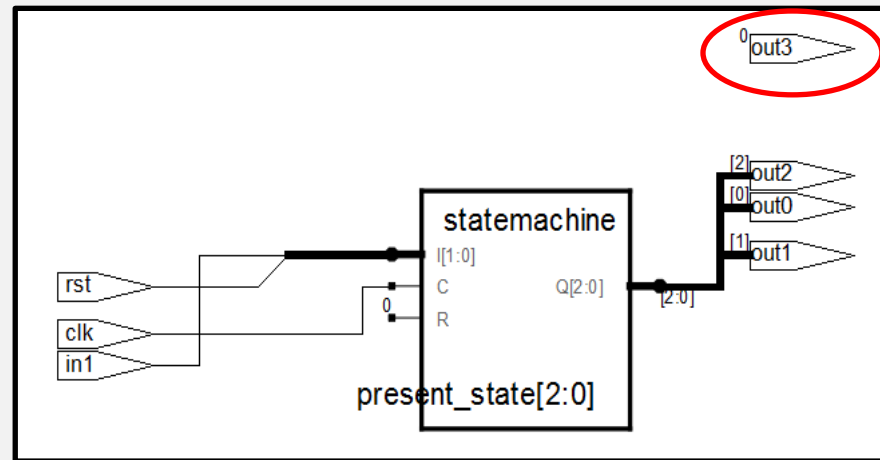 0
out3
[2]
out2
[0]
out0
[1]
out1
statemachine
I[1:0]
rst
C
Q[2:0]
[2:0]
0
R
clk
in1
present_state[2:0]